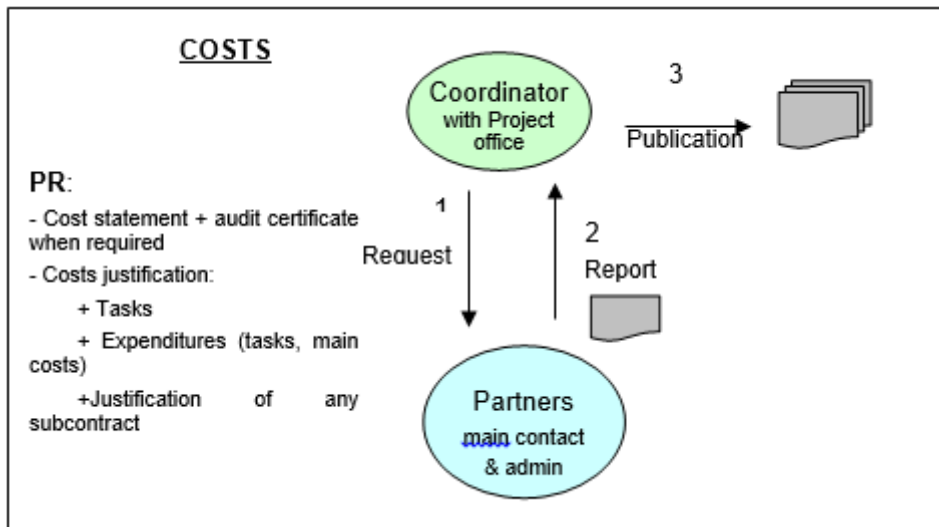 COSTS
PR:
- Cost statement + audit certificate
when required
- Costs justification:
+ Tasks
+ Expenditures (tasks, main
costs)
+Justification of any
subcontract
Coordinator
with Project
office
3
Publication
1
Request
2
Report
Partners
main contact
& admin